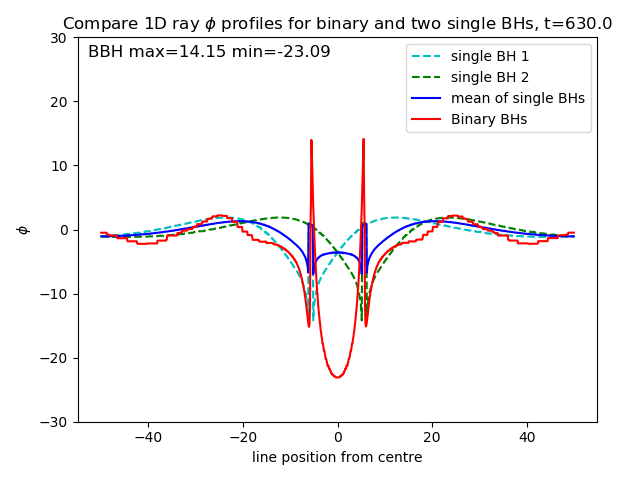 Compare 1D ray ϕ profiles for binary and two single BHs, t=630.0
BBH max=14.15 min=-23.09
single BH 1
single BH 2
mean of single BHs
Binary BHs
30
20
10
0
−10
−20
−30
ϕ
−40
−20
0
20
40
line position from centre